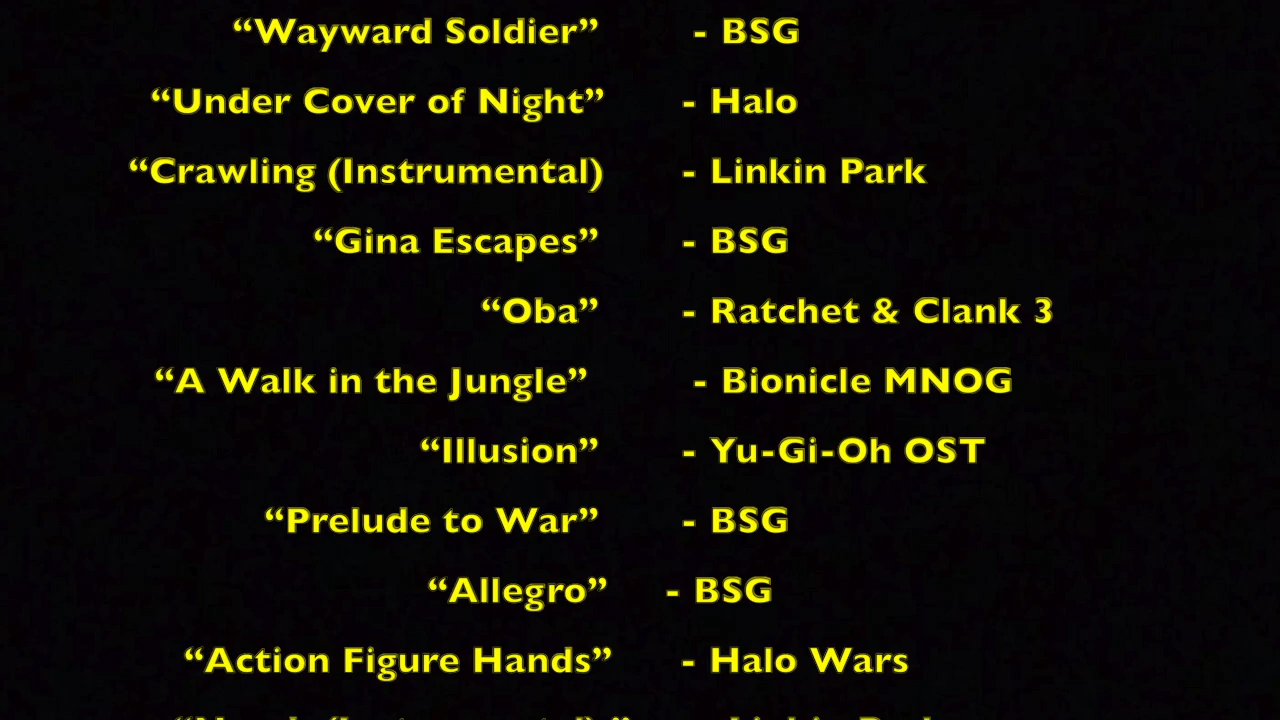 “Wayward Soldier” - BSG
“Under Cover of Night” - Halo
“Crawling (Instrumental) - Linkin Park
“Gina Escapes” - BSG
“Oba” - Ratchet & Clank 3
“A Walk in the Jungle” - Bionicle MNOG
“Illusion” - Yu-Gi-Oh OST
“Prelude to War” - BSG
“Allegro” - BSG
“Action Figure Hands” - Halo Wars